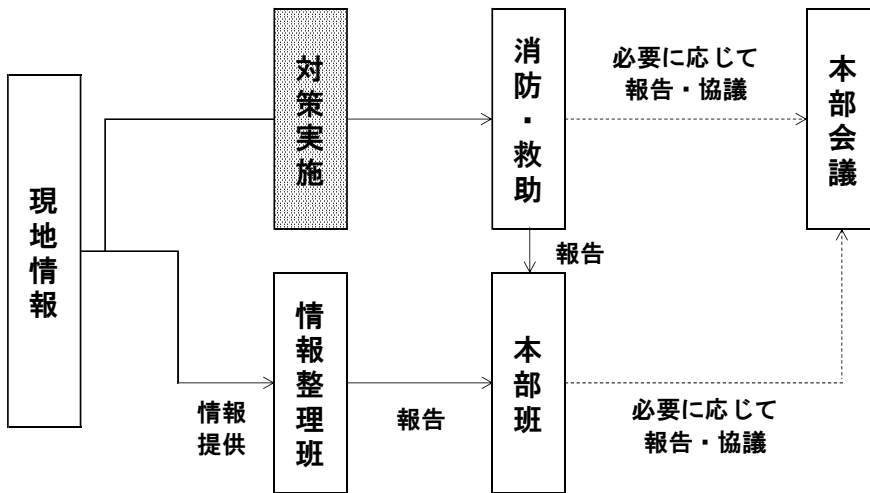 現地情報
対策実施
消防・救助
必要に応じて
報告・協議
本部会議
報告
情報整理班
本部班
情報
提供
報告
必要に応じて
報告・協議